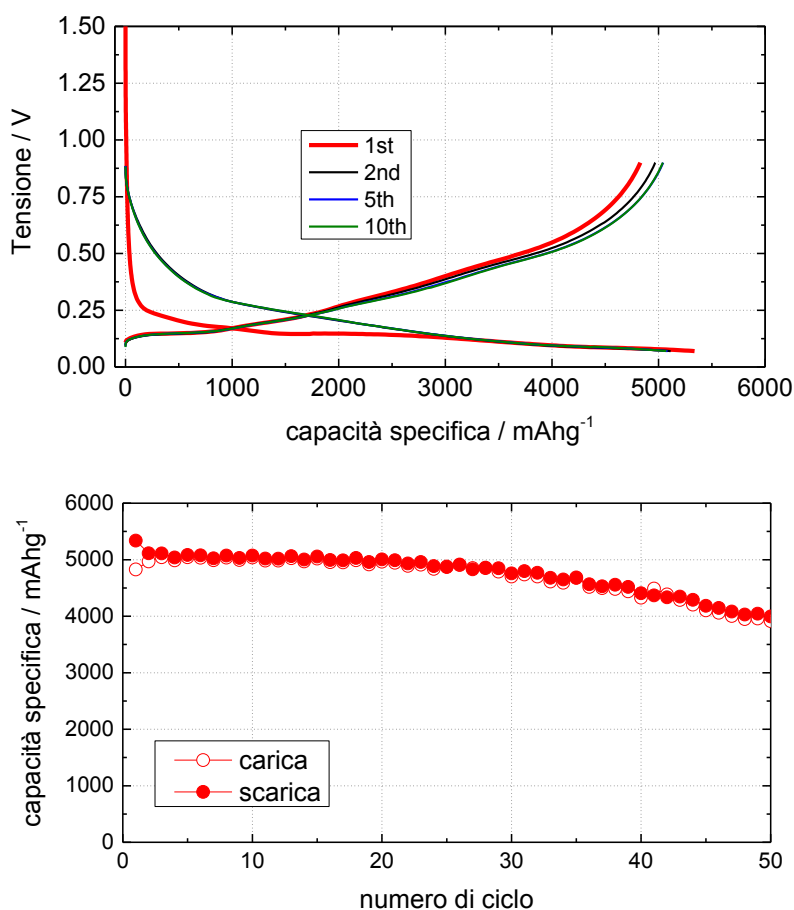 1.50
1.25
1.00
0.75
0.50
0.25
0.00
Tensione / V
1st
2nd
5th
10th
0 1000 2000 3000 4000 5000 6000
capacità specifica / mAhg⁻¹
6000
5000
4000
3000
2000
1000
0
capacità specifica / mAhg⁻¹
carica
scarica
0 10 20 30 40 50
numero di ciclo